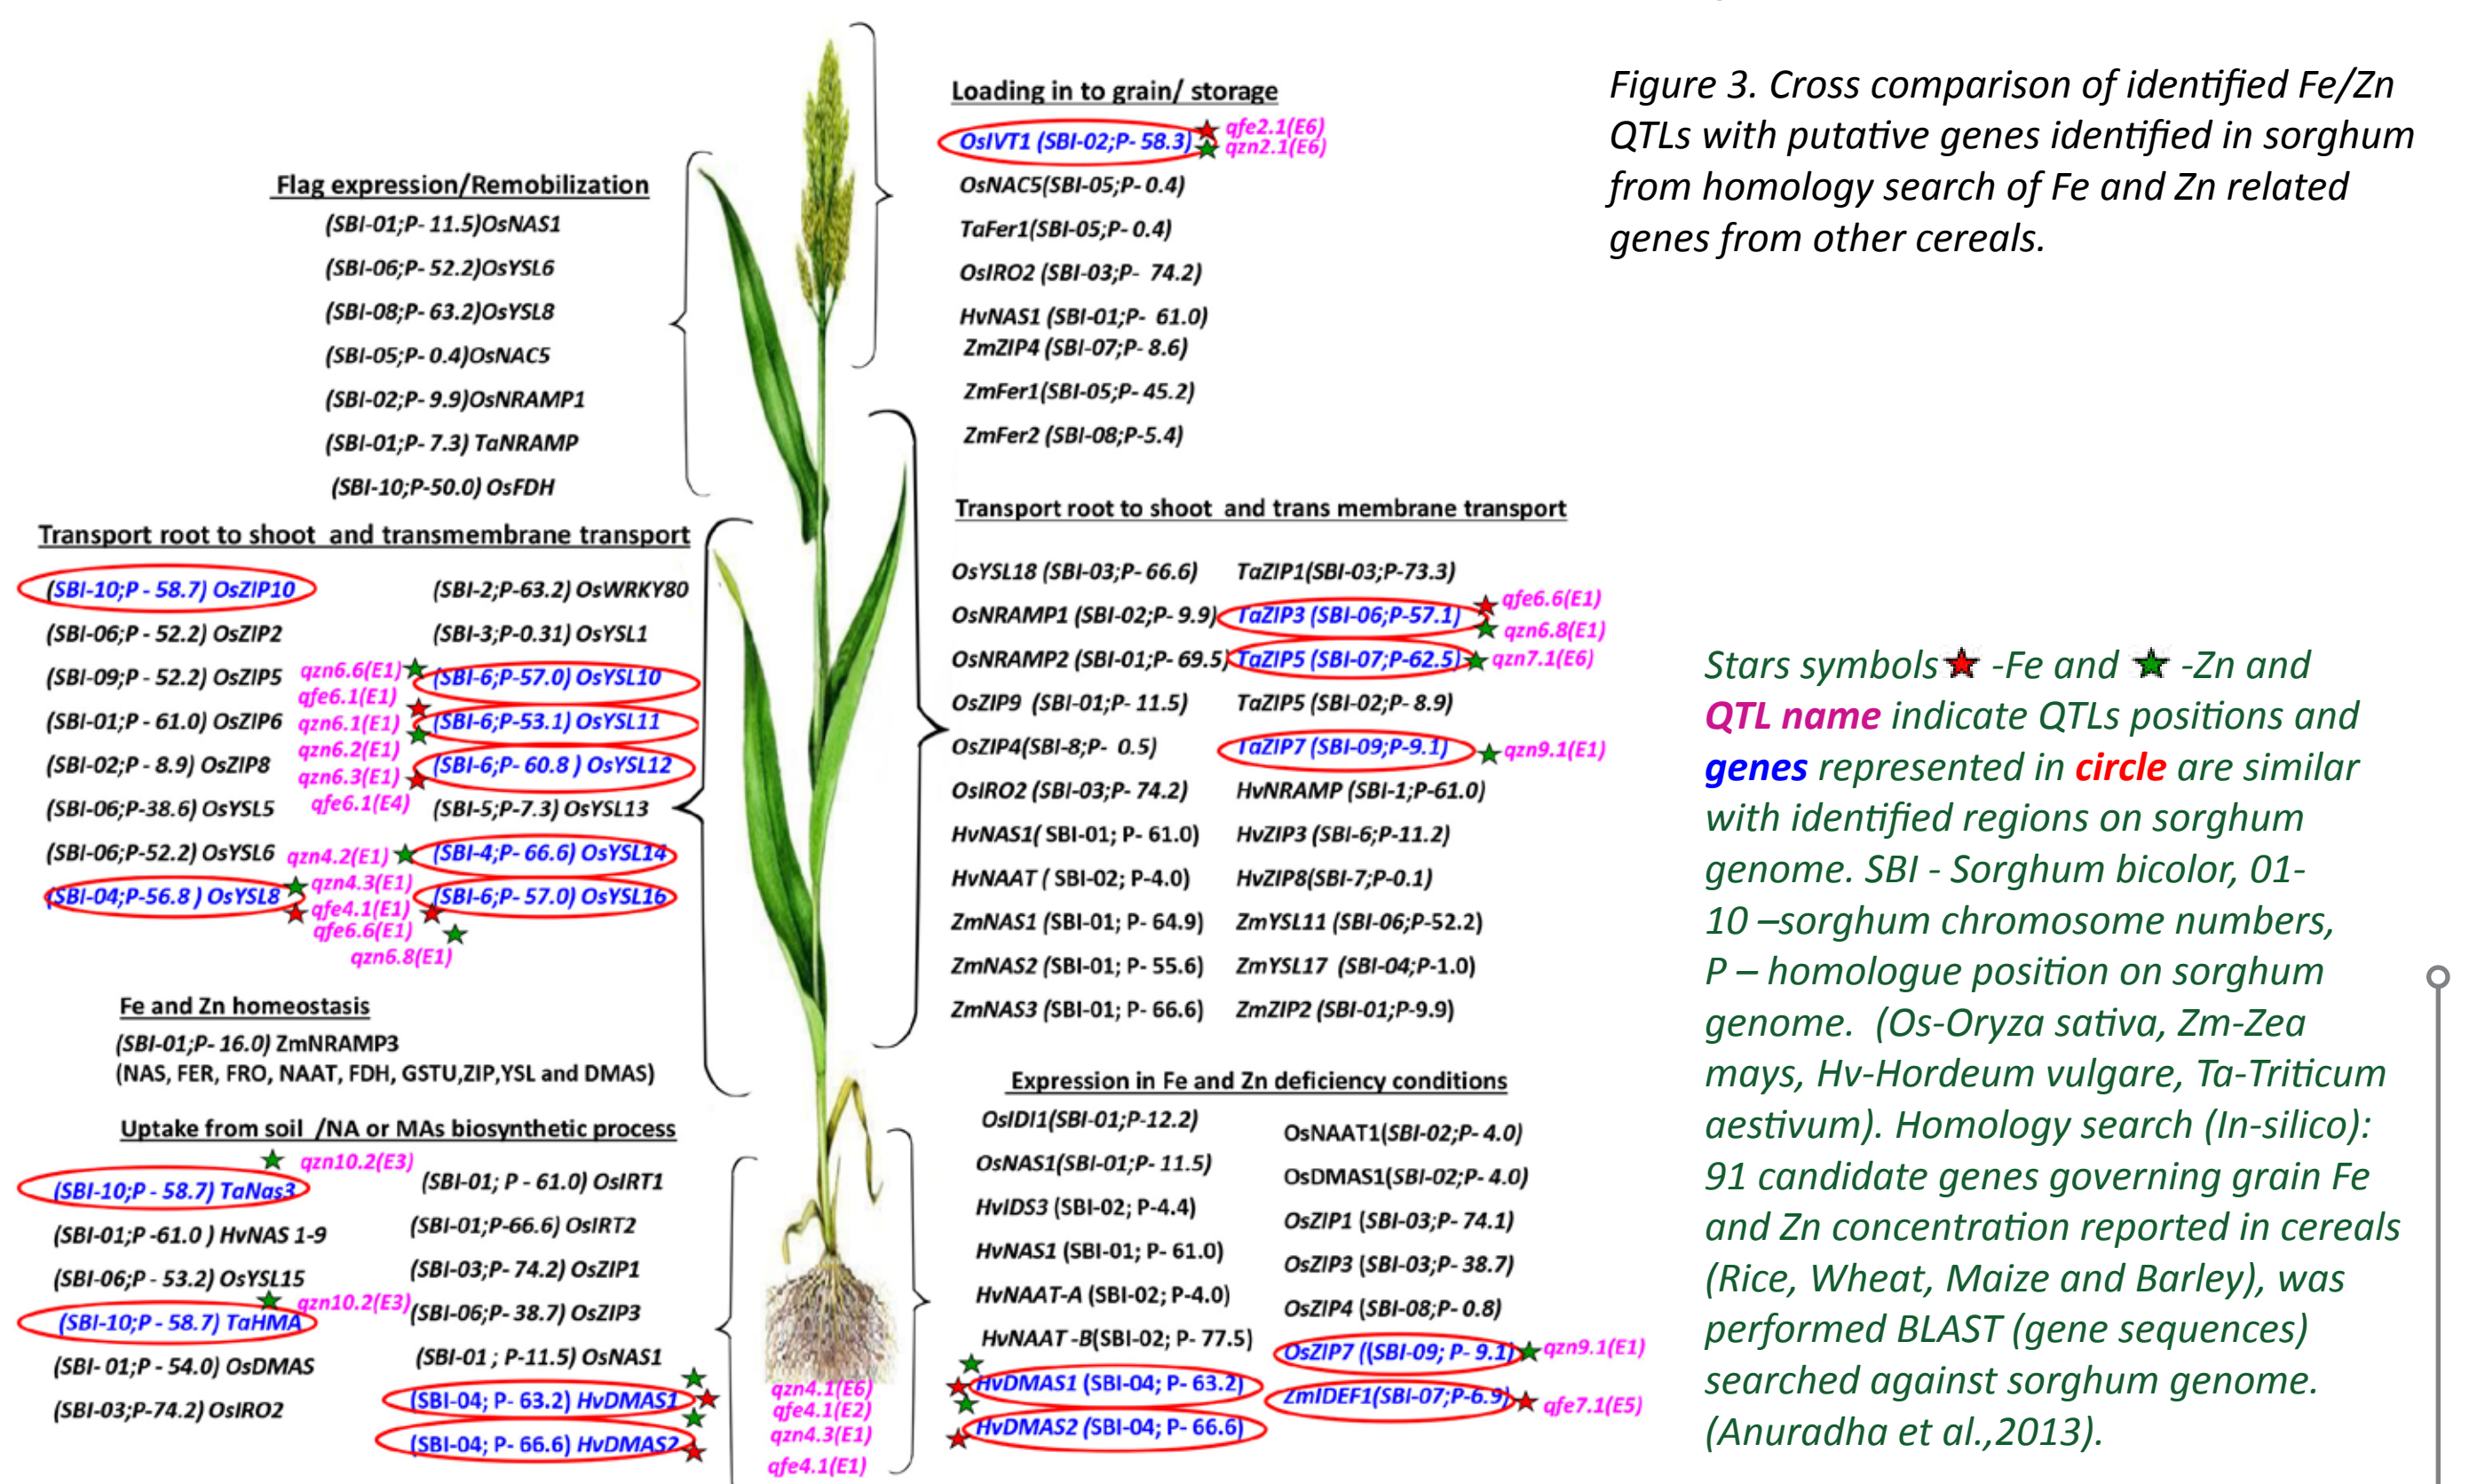 Loading in to grain/ storage
OsIVT1 (SBI-02;P- 58.3)
qfe2.1(E6)
qzn2.1(E6)
OsNAC5(SBI-05;P- 0.4)
TaFer1(SBI-05;P- 0.4)
OsIRO2 (SBI-03;P- 74.2)
HvNAS1 (SBI-01;P- 61.0)
ZmZIP4 (SBI-07;P- 8.6)
ZmFer1(SBI-05;P- 45.2)
ZmFer2 (SBI-08;P-5.4)
Figure 3. Cross comparison of identified Fe/Zn
QTLs with putative genes identified in sorghum
from homology search of Fe and Zn related
genes from other cereals.
Flag expression/Remobilization
(SBI-01;P- 11.5)OsNAS1
(SBI-06;P- 52.2)OsYSL6
(SBI-08;P- 63.2)OsYSL8
(SBI-05;P- 0.4)OsNAC5
(SBI-02;P- 9.9)OsNRAMP1
(SBI-01;P- 7.3) TaNRAMP
(SBI-10;P-50.0) OsFDH
Transport root to shoot and transmembrane transport
(SBI-10;P - 58.7) OsZIP10
(SBI-06;P - 52.2) OsZIP2
(SBI-09;P - 52.2) OsZIP5
(SBI-01;P - 61.0) OsZIP6
(SBI-02;P - 8.9) OsZIP8
(SBI-06;P-38.6) OsYSL5
(SBI-06;P-52.2) OsYSL6
(SBI-04;P-56.8 ) OsYSL8
qzn6.6(E1)
qfe6.1(E1)
qzn6.1(E1)
qzn6.2(E1)
qzn6.3(E1)
qfe6.1(E4)
qzn4.2(E1)
qzn4.3(E1)
qfe4.1(E1)
qfe6.6(E1)
qzn6.8(E1)
(SBI-2;P-63.2) OsWRKY80
(SBI-3;P-0.31) OsYSL1
(SBI-6;P-57.0) OsYSL10
(SBI-6;P-53.1) OsYSL11
(SBI-6;P- 60.8 ) OsYSL12
(SBI-5;P-7.3) OsYSL13
(SBI-4;P- 66.6) OsYSL14
(SBI-6;P- 57.0) OsYSL16
Transport root to shoot and trans membrane transport
OsYSL18 (SBI-03;P- 66.6)
OsNRAMP1 (SBI-02;P- 9.9)
OsNRAMP2 (SBI-01;P- 69.5)
OsZIP9 (SBI-01;P- 11.5)
OsZIP4(SBI-8;P- 0.5)
OsIRO2 (SBI-03;P- 74.2)
HvNAS1( SBI-01; P- 61.0)
HvNAAT ( SBI-02; P-4.0)
ZmNAS1 (SBI-01; P- 64.9)
ZmNAS2 (SBI-01; P- 55.6)
ZmNAS3 (SBI-01; P- 66.6)
TaZIP1(SBI-03;P-73.3)
TaZIP3 (SBI-06;P-57.1)
qfe6.6(E1)
qzn6.8(E1)
TaZIP5 (SBI-07;P-62.5)
qzn7.1(E6)
TaZIP5 (SBI-02;P- 8.9)
TaZIP7 (SBI-09;P-9.1)
qzn9.1(E1)
HvNRAMP (SBI-1;P-61.0)
HvZIP3 (SBI-6;P-11.2)
HvZIP8(SBI-7;P-0.1)
ZmYSL11 (SBI-06;P-52.2)
ZmYSL17 (SBI-04;P-1.0)
ZmZIP2 (SBI-01;P-9.9)
Stars symbols -Fe and -Zn and
QTL name indicate QTLs positions and
genes represented in circle are similar
with identified regions on sorghum
genome. SBI - Sorghum bicolor, 01-
10 –sorghum chromosome numbers,
P – homologue position on sorghum
genome. (Os-Oryza sativa, Zm-Zea
mays, Hv-Hordeum vulgare, Ta-Triticum
aestivum). Homology search (In-silico):
91 candidate genes governing grain Fe
and Zn concentration reported in cereals
(Rice, Wheat, Maize and Barley), was
performed BLAST (gene sequences)
searched against sorghum genome.
(Anuradha et al.,2013).
Fe and Zn homeostasis
(SBI-01;P- 16.0) ZmNRAMP3
(NAS, FER, FRO, NAAT, FDH, GSTU,ZIP,YSL and DMAS)
Uptake from soil /NA or MAs biosynthetic process
qzn10.2(E3)
(SBI-10;P - 58.7) TaNas3
(SBI-01;P -61.0 ) HvNAS 1-9
(SBI-06;P - 53.2) OsYSL15
qzn10.2(E3)
(SBI-10;P - 58.7) TaHMA
(SBI- 01;P - 54.0) OsDMAS
(SBI-03;P-74.2) OsIRO2
(SBI-01; P - 61.0) OsIRT1
(SBI-01;P-66.6) OsIRT2
(SBI-03;P- 74.2) OsZIP1
(SBI-06;P- 38.7) OsZIP3
(SBI-01 ; P-11.5) OsNAS1
(SBI-04; P- 63.2) HvDMAS1
(SBI-04; P- 66.6) HvDMAS2
qzn4.1(E6)
qfe4.1(E2)
qzn4.3(E1)
qfe4.1(E1)
Expression in Fe and Zn deficiency conditions
OsIDI1(SBI-01;P-12.2)
OsNAS1(SBI-01;P- 11.5)
HvIDS3 (SBI-02; P-4.4)
HvNAS1 (SBI-01; P- 61.0)
HvNAAT-A (SBI-02; P-4.0)
HvNAAT -B(SBI-02; P- 77.5)
HvDMAS1 (SBI-04; P- 63.2)
HvDMAS2 (SBI-04; P- 66.6)
OsNAAT1(SBI-02;P- 4.0)
OsDMAS1(SBI-02;P- 4.0)
OsZIP1 (SBI-03;P- 74.1)
OsZIP3 (SBI-03;P- 38.7)
OsZIP4 (SBI-08;P- 0.8)
OsZIP7 ((SBI-09; P- 9.1)
qzn9.1(E1)
ZmIDEF1(SBI-07;P-6.9)
qfe7.1(E5)